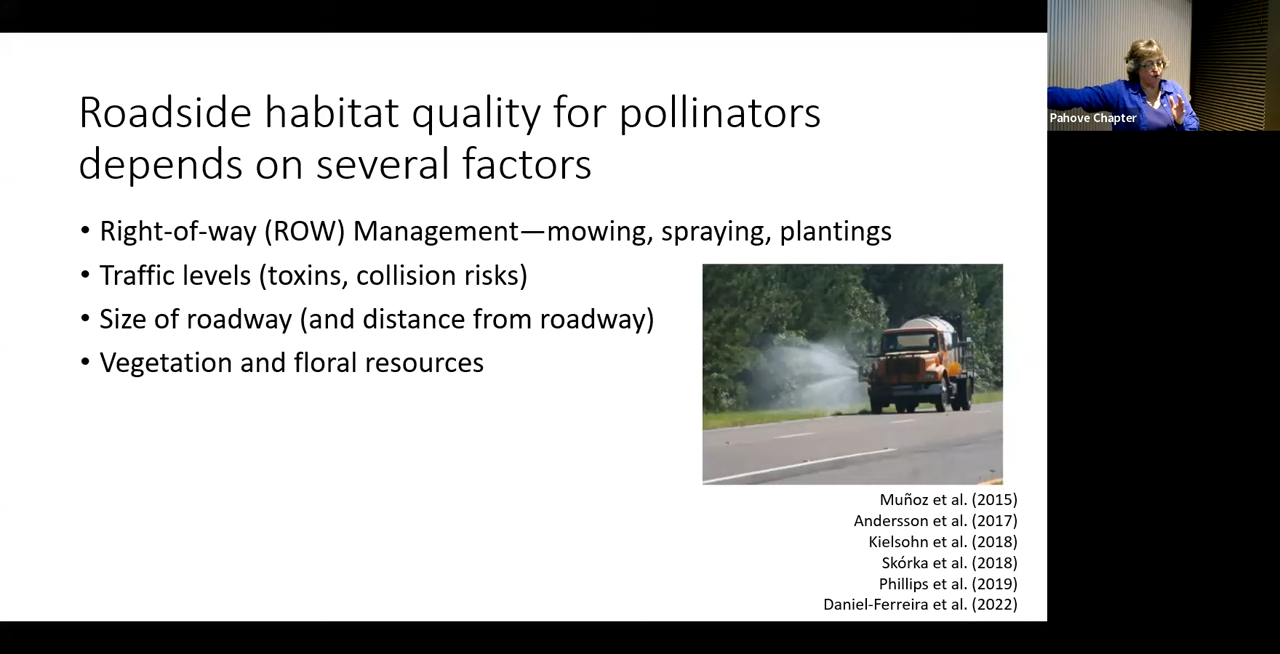 Roadside habitat quality for pollinators
depends on several factors
• Right-of-way (ROW) Management—mowing, spraying, plantings
• Traffic levels (toxins, collision risks)
• Size of roadway (and distance from roadway)
• Vegetation and floral resources
Muñoz et al. (2015)
Andersson et al. (2017)
Kielsohn et al. (2018)
Skórka et al. (2018)
Phillips et al. (2019)
Daniel-Ferreira et al. (2022)
Pahove Chapter